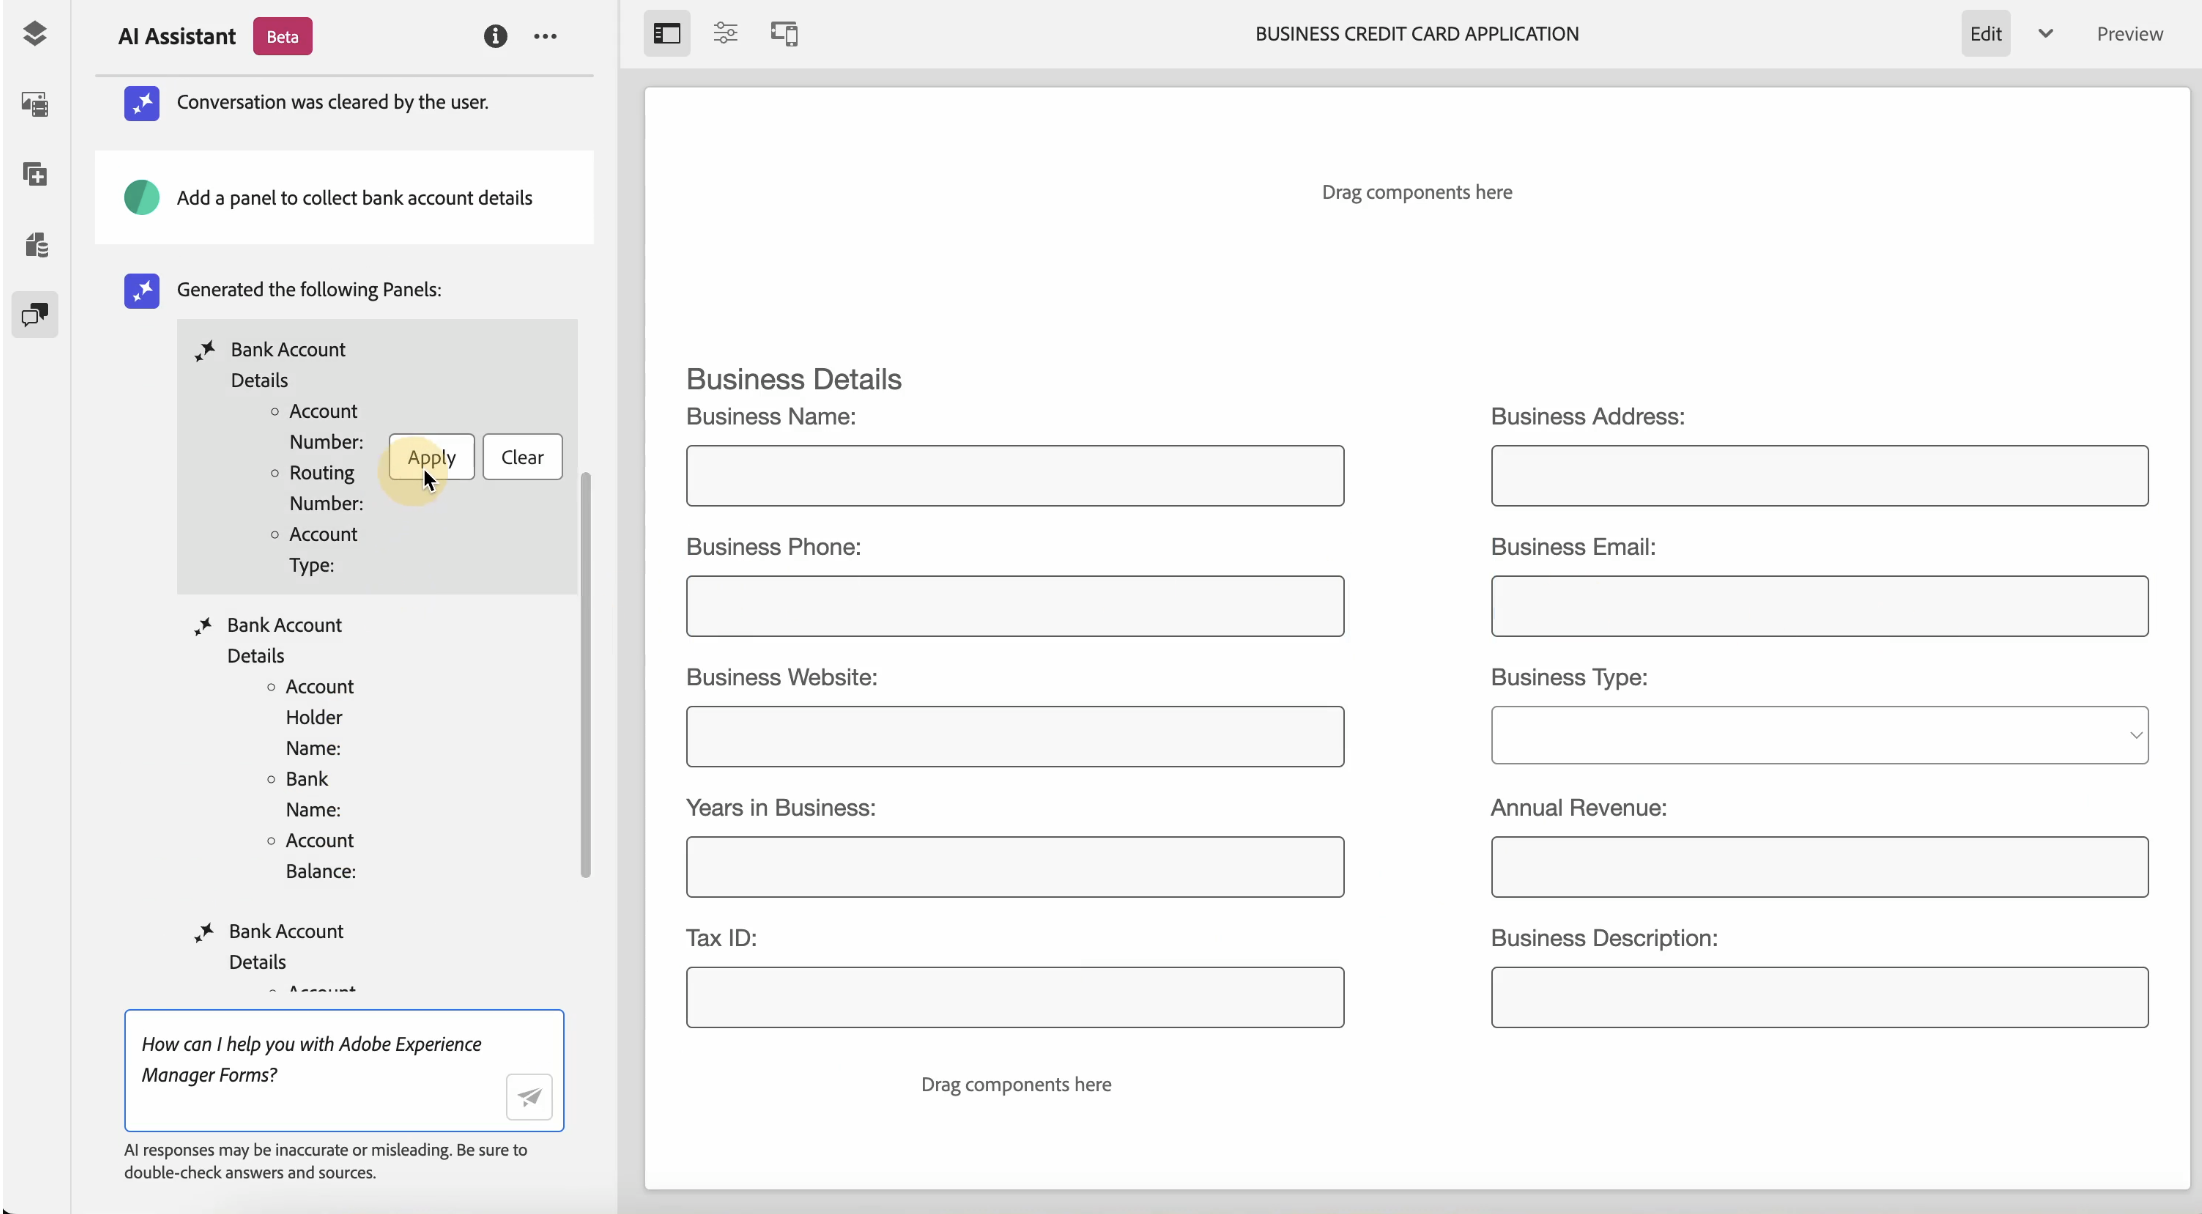 AI Assistant
Beta
Conversation was cleared by the user.
Add a panel to collect bank account details
Generated the following Panels:
Bank Account
Details
Account
Number:
Routing
Number:
Account
Type:
Apply
Clear
Bank Account
Details
Account
Holder
Name:
Bank
Name:
Account
Balance:
Bank Account
Details
Account
How can I help you with Adobe Experience
Manager Forms?
AI responses may be inaccurate or misleading. Be sure to
double-check answers and sources.
BUSINESS CREDIT CARD APPLICATION
Edit
Preview
Drag components here
Business Details
Business Name:
Business Address:
Business Phone:
Business Email:
Business Website:
Business Type:
Years in Business:
Annual Revenue:
Tax ID:
Business Description:
Drag components here